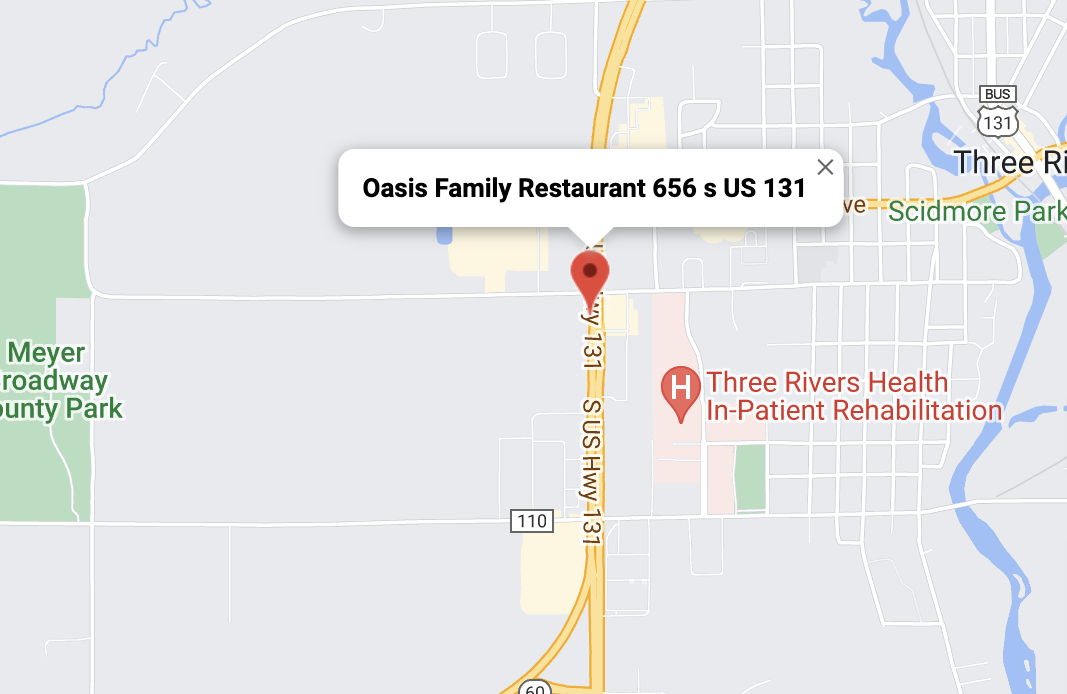 BUS
131
Three Ri
Oasis Family Restaurant 656 s US 131
ve
Scidmore Park
wy 131
Meyer
roadway
ounty Park
H
Three Rivers Health
In-Patient Rehabilitation
S US Hwy 131
110
60